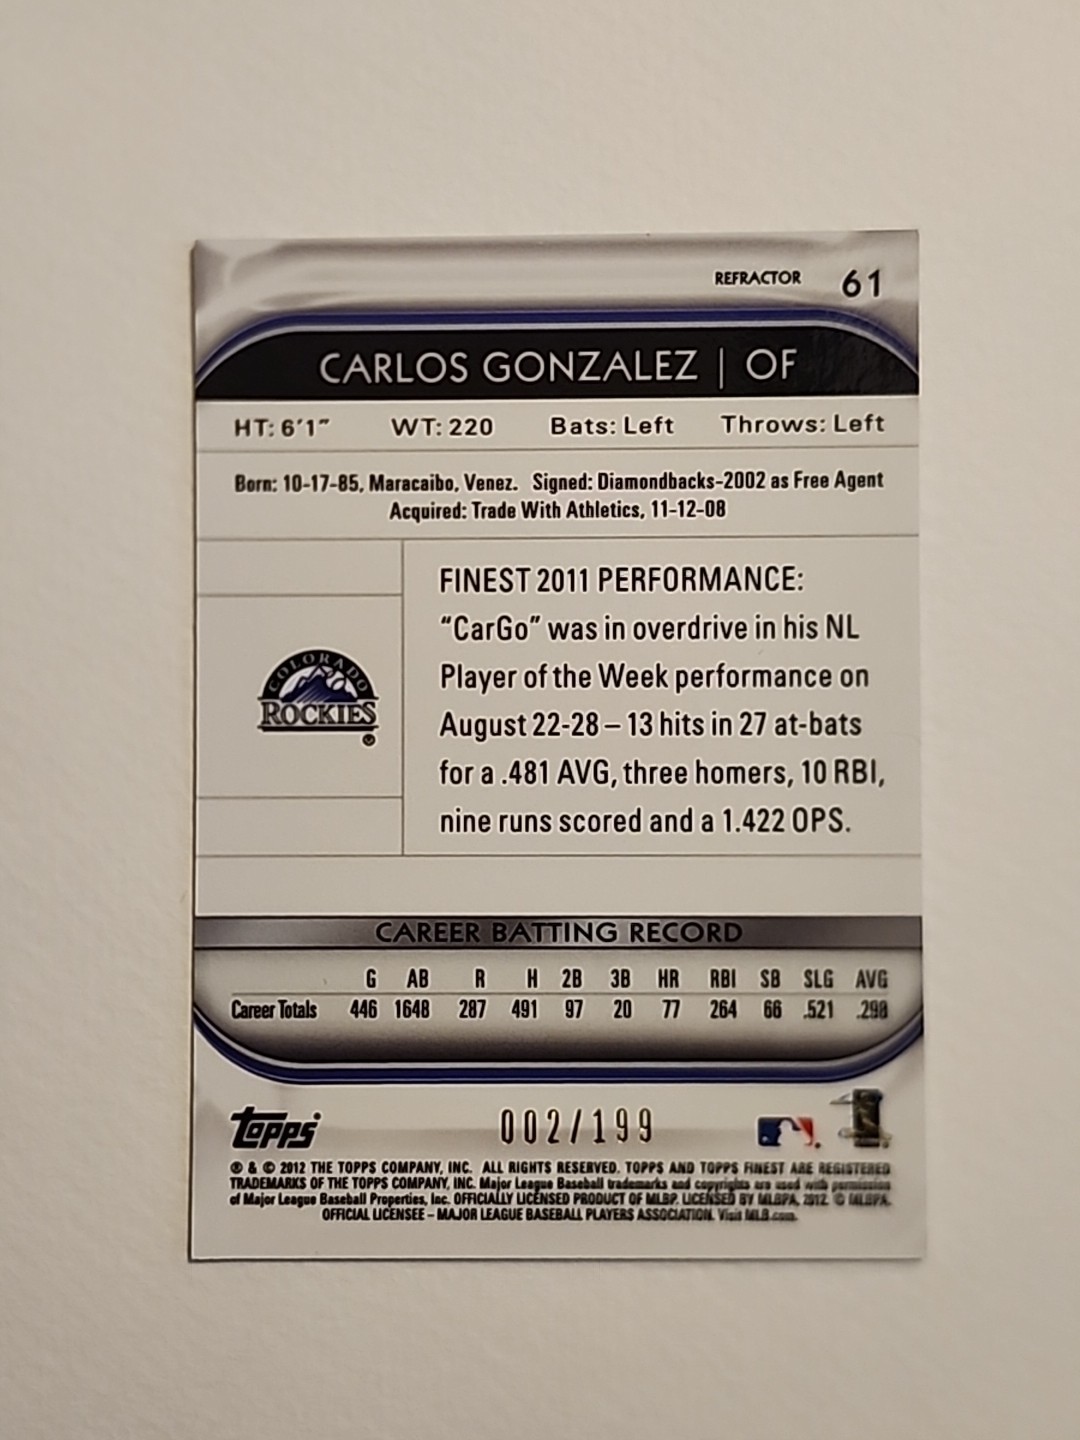 REFRACTOR 61
CARLOS GONZALEZ | OF
HT: 6'1" WT: 220 Bats: Left Throws: Left
Born: 10-17-85, Maracaibo, Venez. Signed: Diamondbacks-2002 as Free Agent
Acquired: Trade With Athletics, 11-12-08
FINEST 2011 PERFORMANCE:
“CarGo” was in overdrive in his NL
Player of the Week performance on
August 22-28 – 13 hits in 27 at-bats
for a .481 AVG, three homers, 10 RBI,
nine runs scored and a 1.422 OPS.
COLORADO
ROCKIES
CAREER BATTING RECORD
G AB R H 2B 3B HR RBI SB SLG AVG
Career Totals 446 1648 287 491 97 20 77 264 66 .521 .298
Topps 002/199
® & © 2012 THE TOPPS COMPANY, INC. ALL RIGHTS RESERVED. TOPPS AND TOPPS FINEST ARE REGISTERED
TRADEMARKS OF THE TOPPS COMPANY, INC. Major League Baseball trademarks and copyrights are used with permission
of Major League Baseball Properties, Inc. OFFICIALLY LICENSED PRODUCT OF MLBP. LICENSED BY MLBPA, 2012. © MLBPA.
OFFICIAL LICENSEE – MAJOR LEAGUE BASEBALL PLAYERS ASSOCIATION. Visit MLB.com.